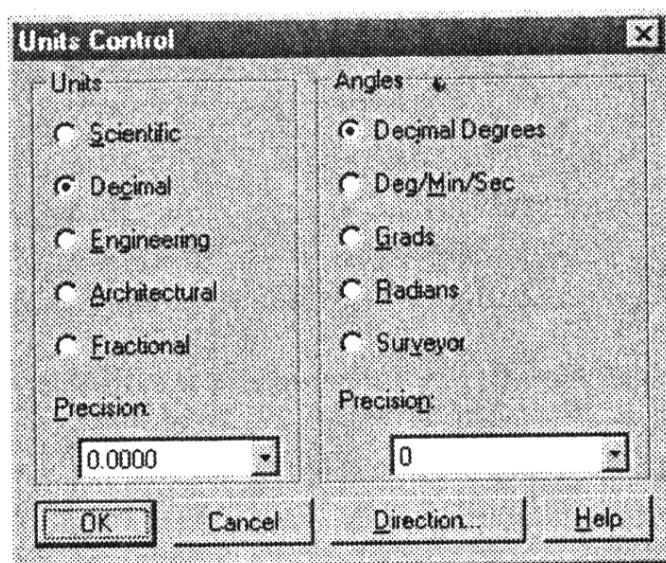 Units Control
Units
Scientific
Decimal
Engineering
Architectural
Fractional
Precision:
0.0000
Angles
Decimal Degrees
Deg/Min/Sec
Grads
Radians
Surveyor
Precision:
0
OK Cancel Direction... Help